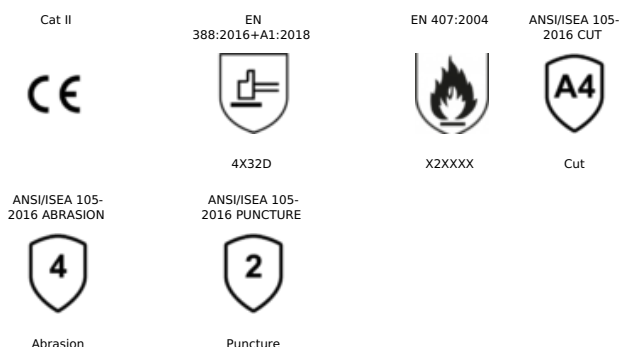 Cat II
EN
388:2016+A1:2018
EN 407:2004
ANSI/ISEA 105-
2016 CUT
CE
A4
4X32D
X2XXXX
Cut
ANSI/ISEA 105-
2016 ABRASION
ANSI/ISEA 105-
2016 PUNCTURE
4
2
Abrasion
Puncture